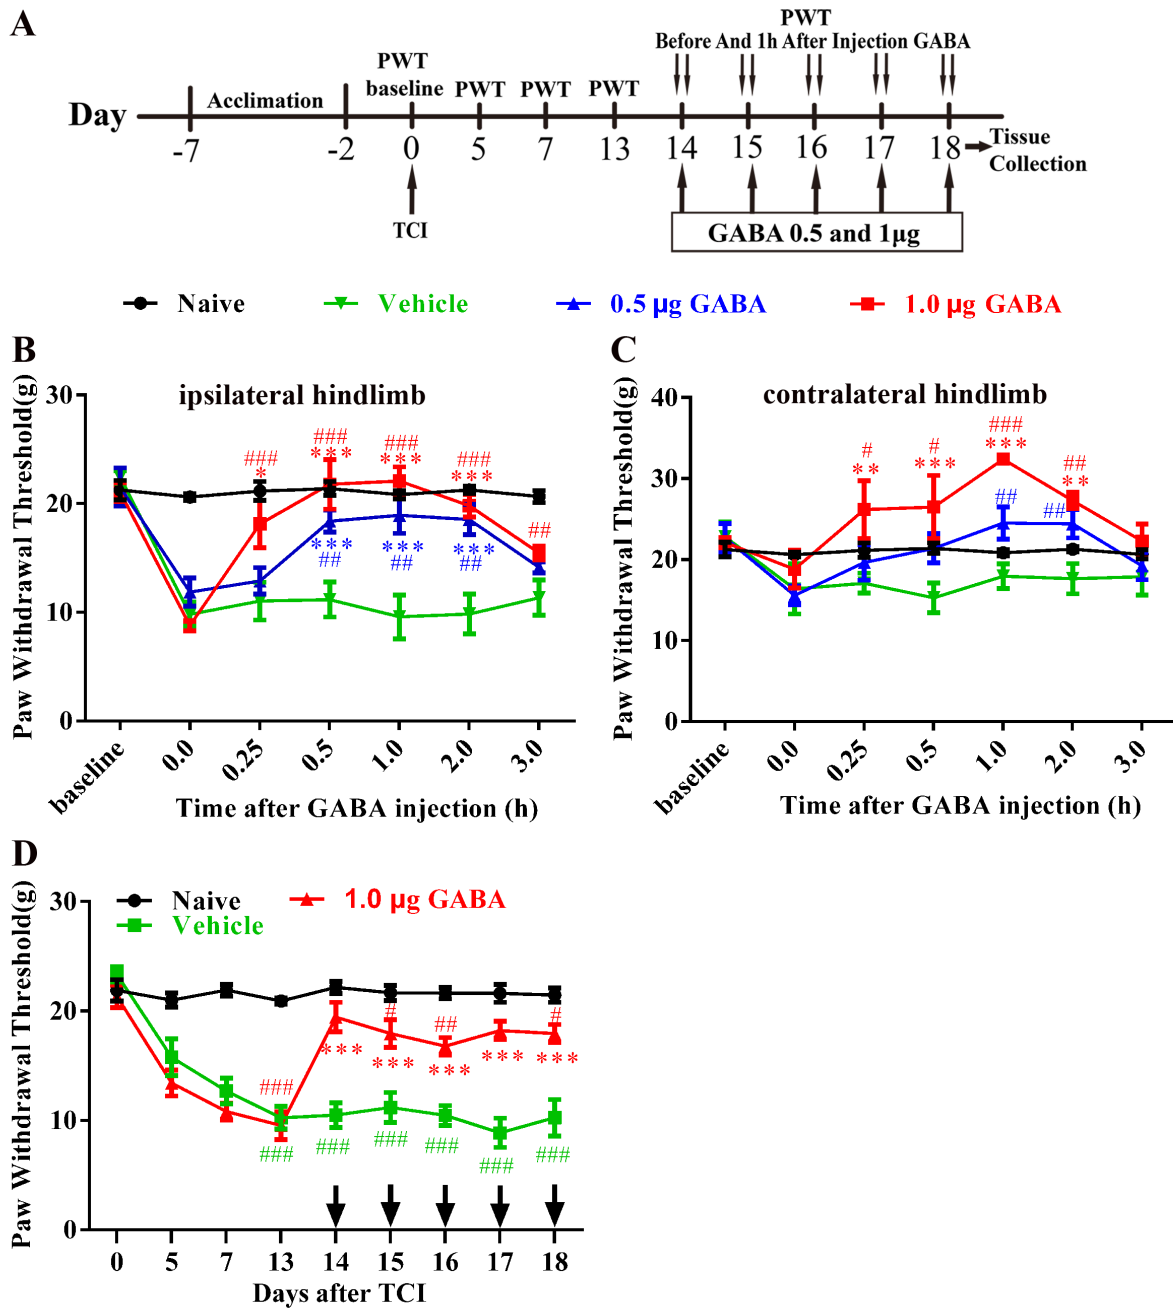 A
PWT
Before And 1h After Injection GABA
PWT
baseline
PWT
PWT
PWT
Acclimation
Day
-7
-2
0
5
7
13
14
15
16
17
18
Tissue
Collection
TCI
GABA 0.5 and 1μg
Naive
Vehicle
0.5 μg GABA
1.0 μg GABA
B
ipsilateral hindlimb
Paw Withdrawal Threshold(g)
30
20
10
0
###
*
###
***
###
***
###
***
##
***
##
***
##
***
##
baseline
0.0
0.25
0.5
1.0
2.0
3.0
Time after GABA injection (h)
C
contralateral hindlimb
Paw Withdrawal Threshold(g)
40
30
20
10
0
#
**
#
***
###
***
##
**
##
##
baseline
0.0
0.25
0.5
1.0
2.0
3.0
Time after GABA injection (h)
D
Naive
1.0 μg GABA
Vehicle
Paw Withdrawal Threshold(g)
30
20
10
0
#
##
#
***
***
***
***
***
###
###
###
###
###
###
###
0
5
7
13
14
15
16
17
18
Days after TCI